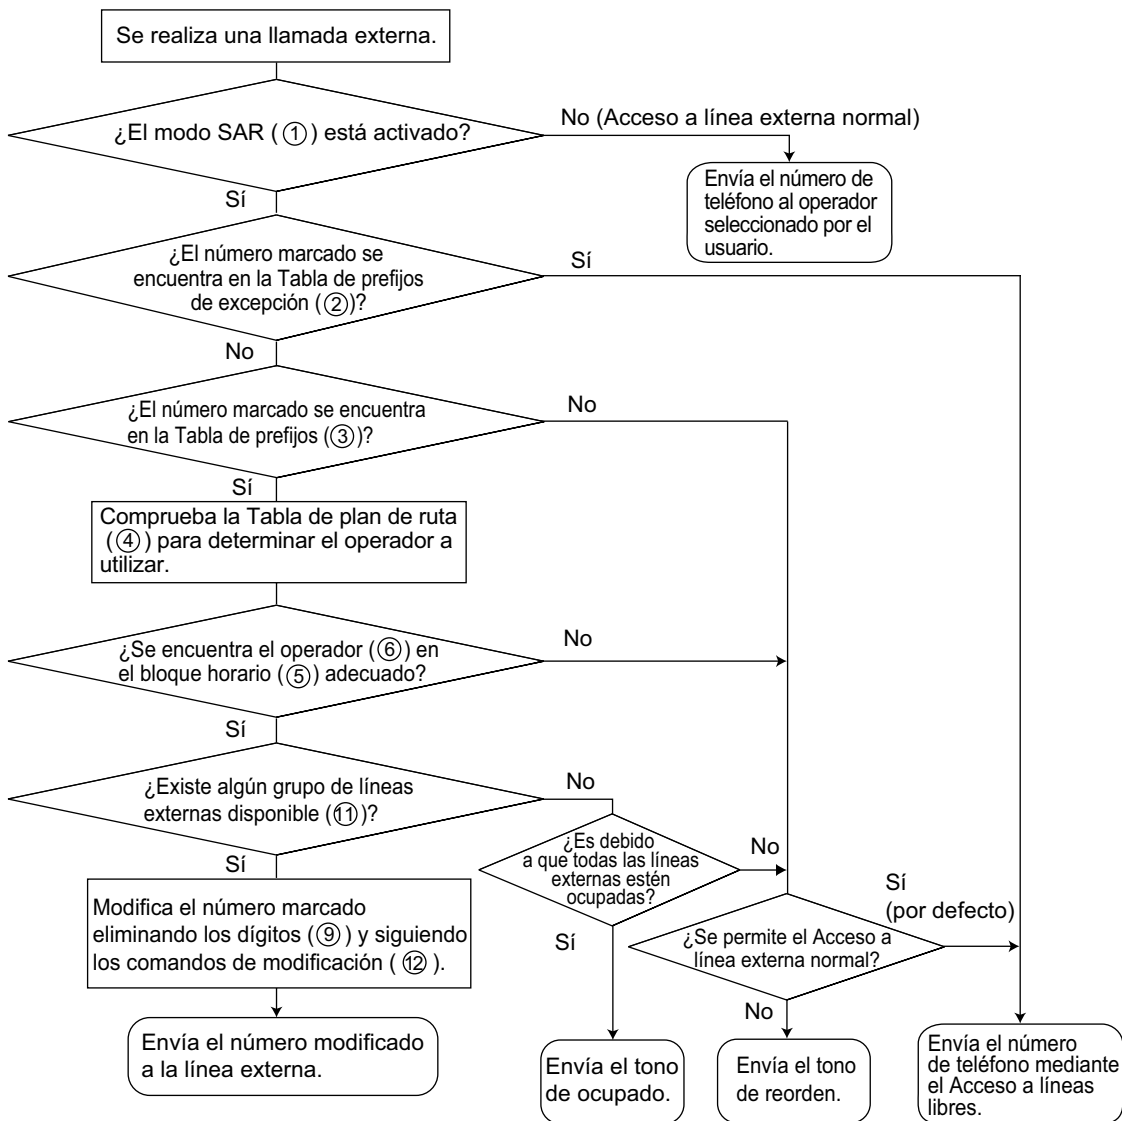 Se realiza una llamada externa.
¿El modo SAR (①) está activado?
No (Acceso a línea externa normal)
Envía el número de
teléfono al operador
seleccionado por el
usuario.
Sí
¿El número marcado se
encuentra en la Tabla de prefijos
de excepción (②)?
Sí
No
¿El número marcado se encuentra
en la Tabla de prefijos (③)?
No
Sí
Comprueba la Tabla de plan de ruta
(④) para determinar el operador a
utilizar.
¿Se encuentra el operador (⑥) en
el bloque horario (⑤) adecuado?
No
Sí
¿Existe algún grupo de líneas
externas disponible (⑪)?
No
¿Es debido
a que todas las líneas
externas estén
ocupadas?
No
Sí
Sí
Modifica el número marcado
eliminando los dígitos (⑨) y siguiendo
los comandos de modificación (⑫).
¿Se permite el Acceso a
línea externa normal?
Sí
(por defecto)
No
Envía el número modificado
a la línea externa.
Envía el tono
de ocupado.
Envía el tono
de reorden.
Envía el número
de teléfono mediante
el Acceso a líneas
libres.